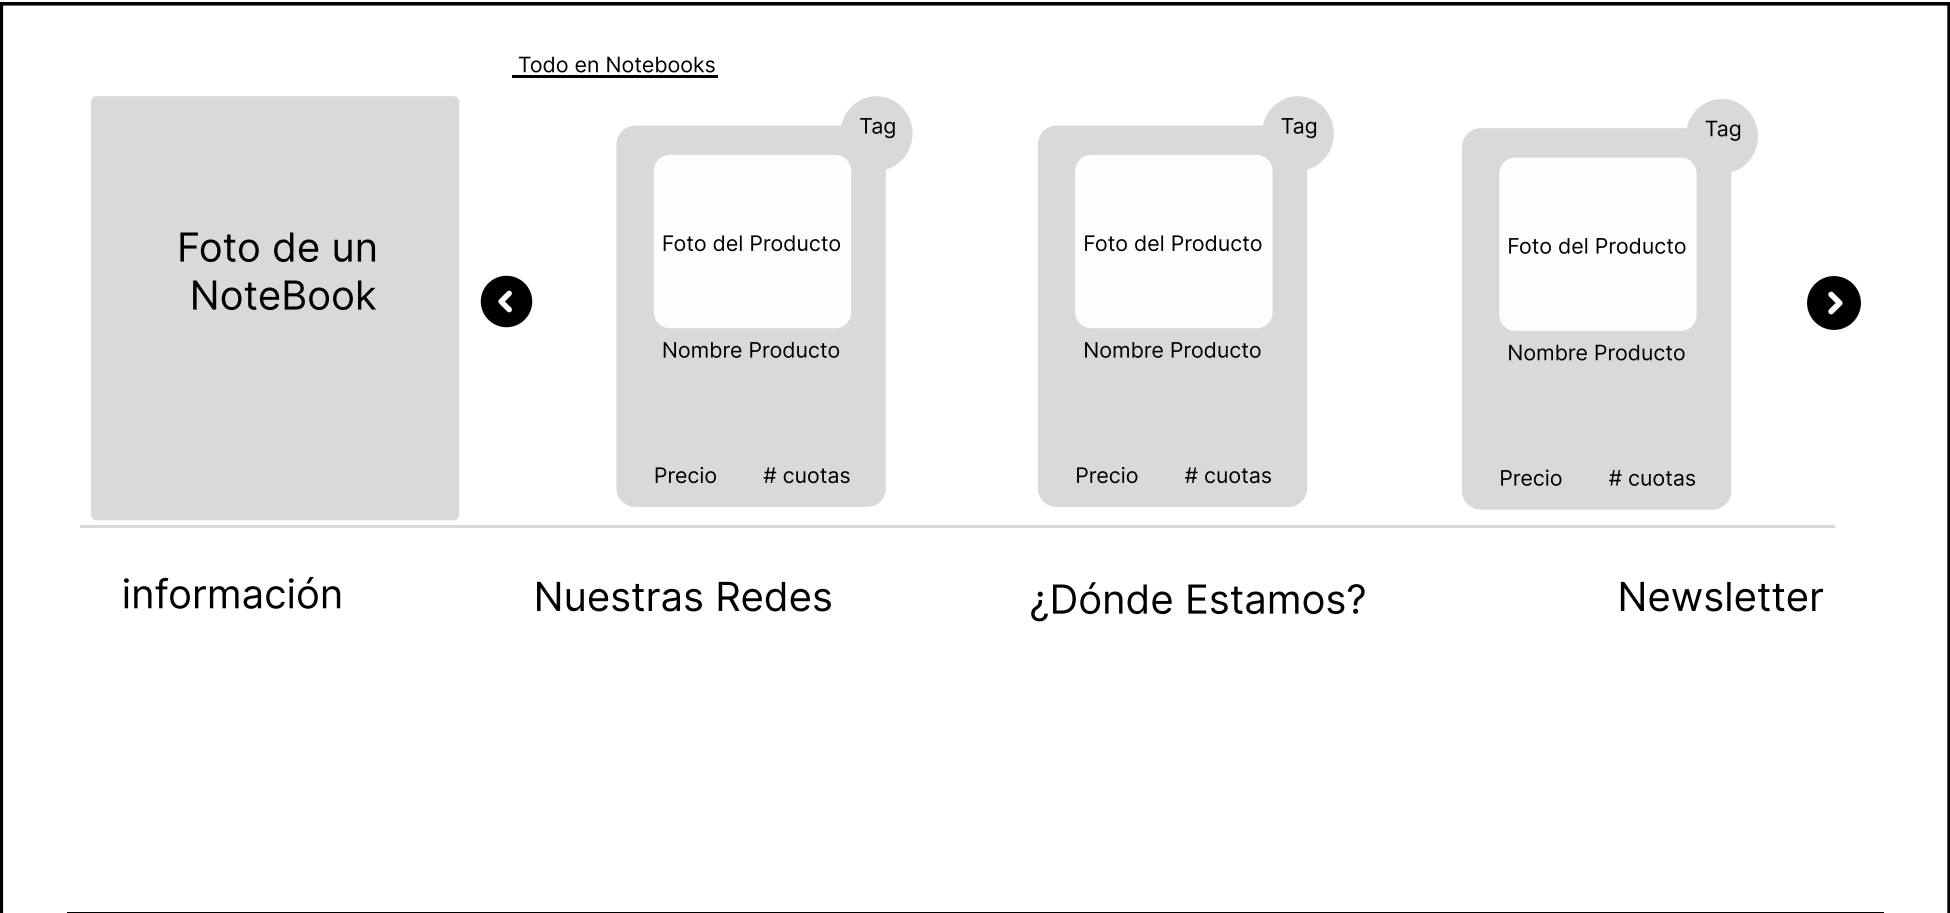 Todo en Notebooks
Foto de un
NoteBook
Tag
Foto del Producto
Nombre Producto
Precio # cuotas
Tag
Foto del Producto
Nombre Producto
Precio # cuotas
Tag
Foto del Producto
Nombre Producto
Precio # cuotas
información
Nuestras Redes
¿Dónde Estamos?
Newsletter